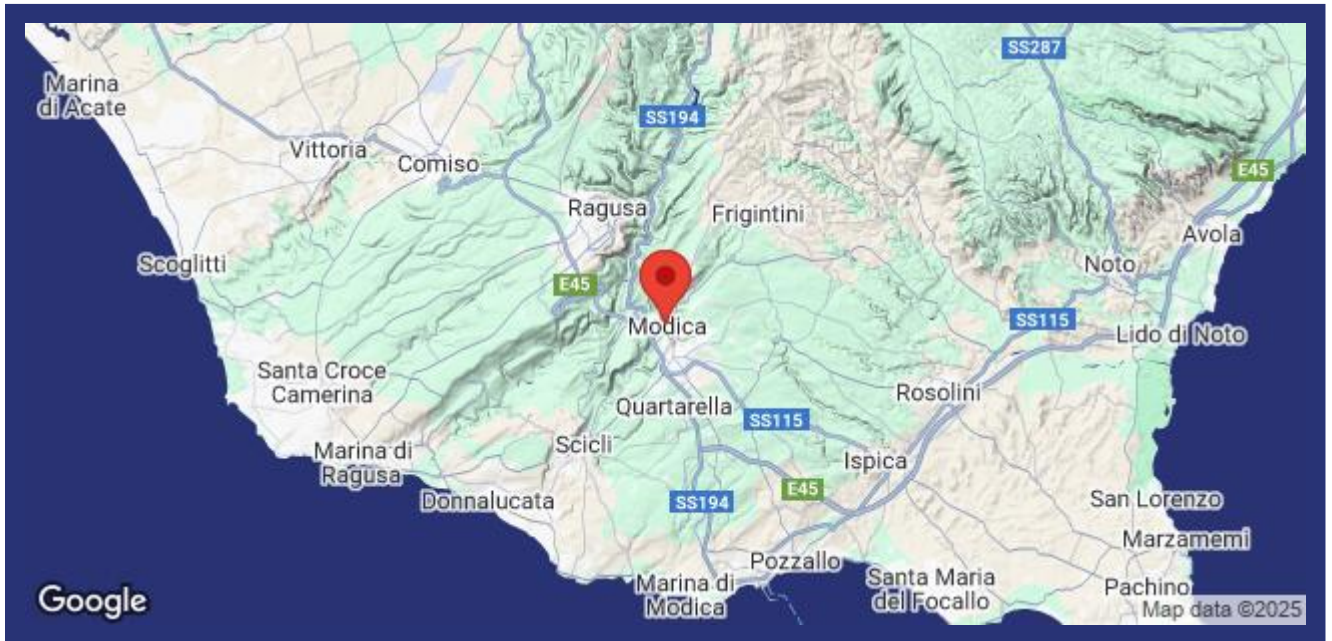 SS287
Marina
di Acate
SS194
Vittoria
Comiso
E45
Ragusa
Frigintini
Avola
Scoglitti
Noto
E45
Modica
SS115
Lido di Noto
Santa Croce
Camerina
Rosolini
Quartarella
SS115
Scicli
Marina di
Ragusa
Ispica
Donnalucata
SS194
E45
San Lorenzo
Marzamemi
Pozzallo
Marina di
Modica
Santa Maria
del Focallo
Pachino
Google
Map data ©2025